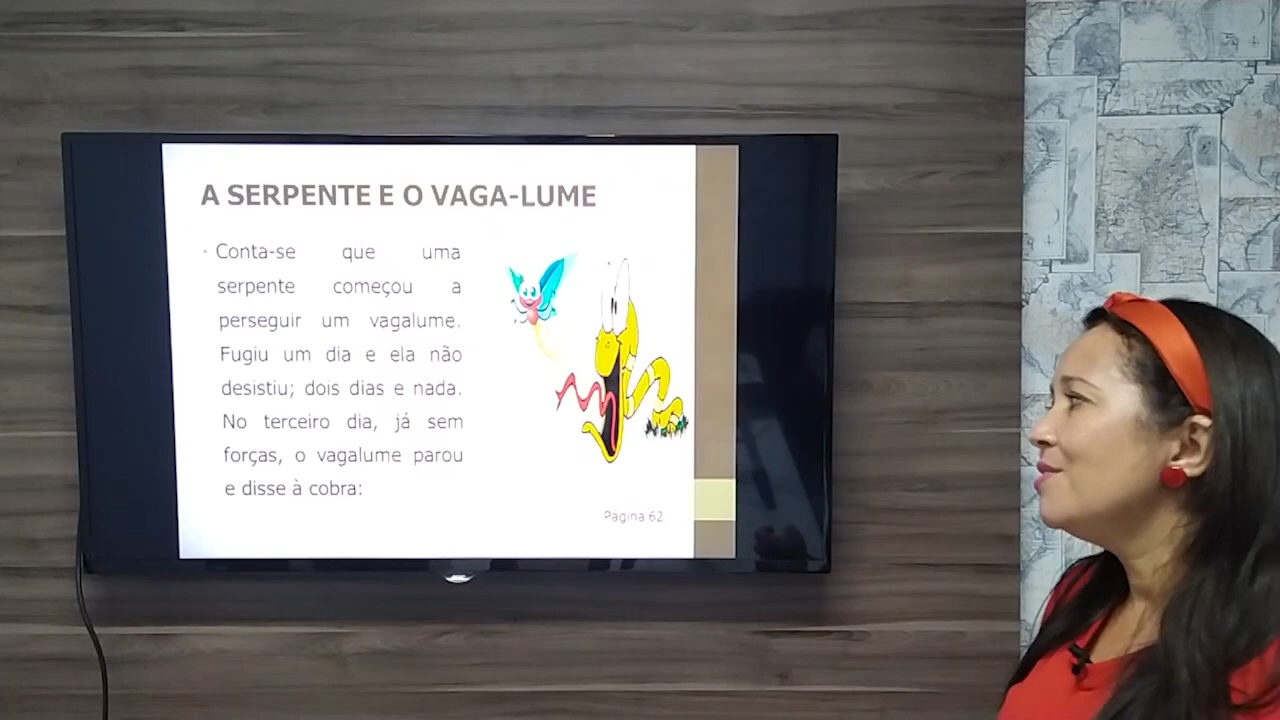 A SERPENTE E O VAGA-LUME
Conta-se que uma
serpente começou a
perseguir um vagalume.
Fugiu um dia e ela não
desistiu; dois dias e nada.
No terceiro dia, já sem
forças, o vagalume parou
e disse à cobra:
Página 62